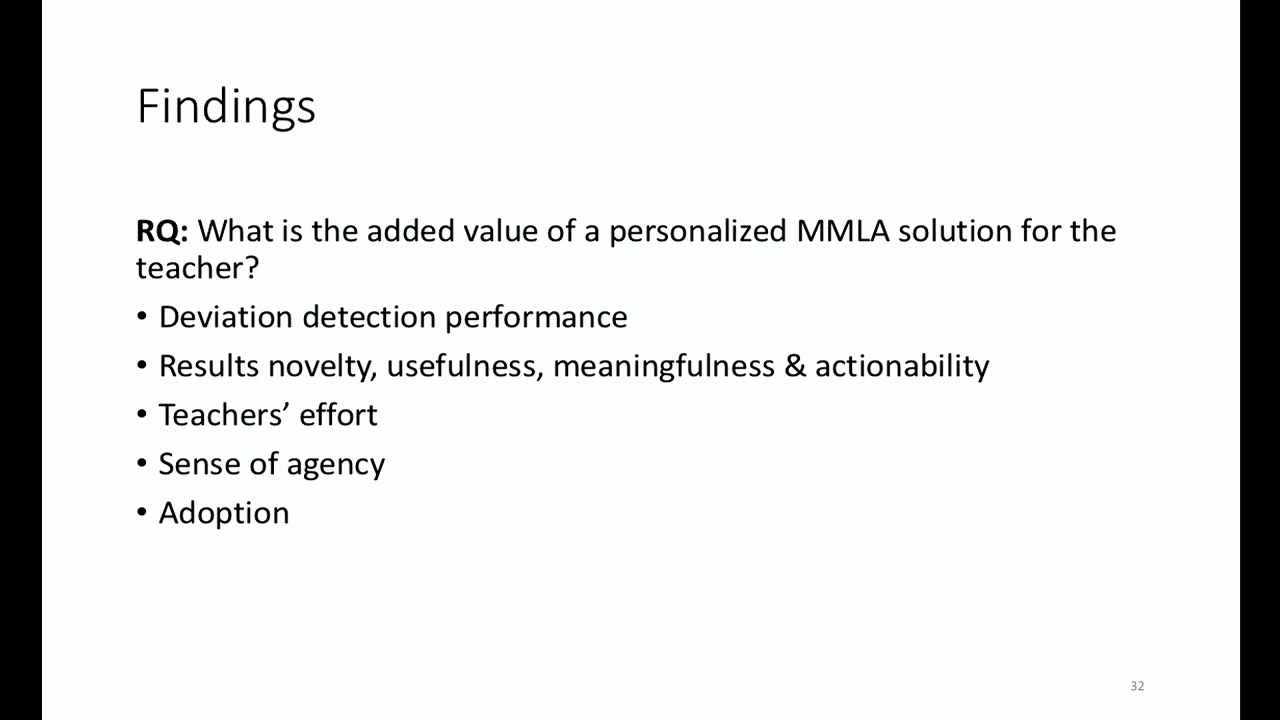 Findings
RQ: What is the added value of a personalized MMLA solution for the
teacher?
• Deviation detection performance
• Results novelty, usefulness, meaningfulness & actionability
• Teachers’ effort
• Sense of agency
• Adoption
32